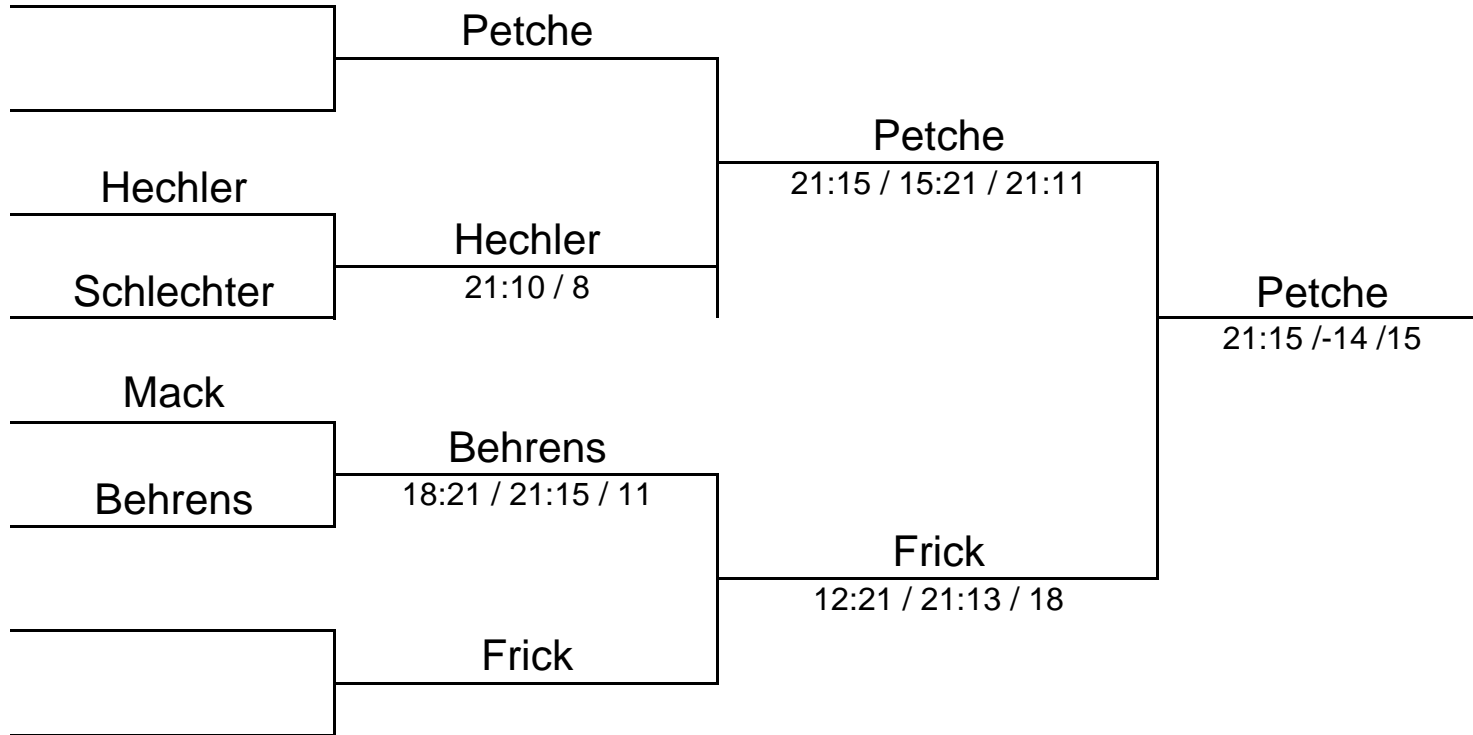 Petche
Petche
21:15 / 15:21 / 21:11
Hechler
Hechler
21:10 / 8
Schlechter
Petche
21:15 /-14 /15
Mack
Behrens
18:21 / 21:15 / 11
Behrens
Frick
12:21 / 21:13 / 18
Frick